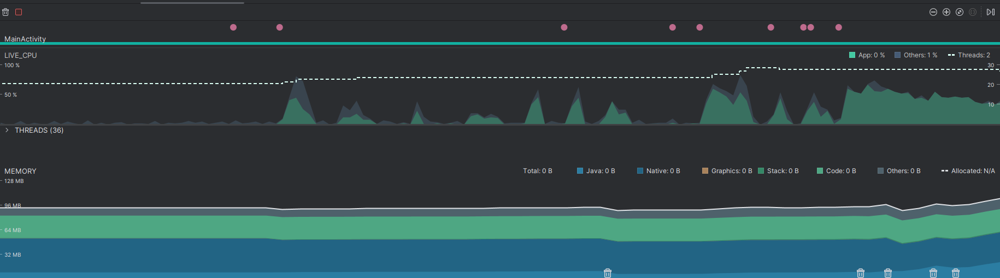 MainActivity
LIVE_CPU
App: 0 % Others: 1 % Threads: 2
100 % 30
20
50 %
10
THREADS (36)
MEMORY Total: 0 B Java: 0 B Native: 0 B Graphics: 0 B Stack: 0 B Code: 0 B Others: 0 B Allocated: N/A
128 MB
96 MB
64 MB
32 MB